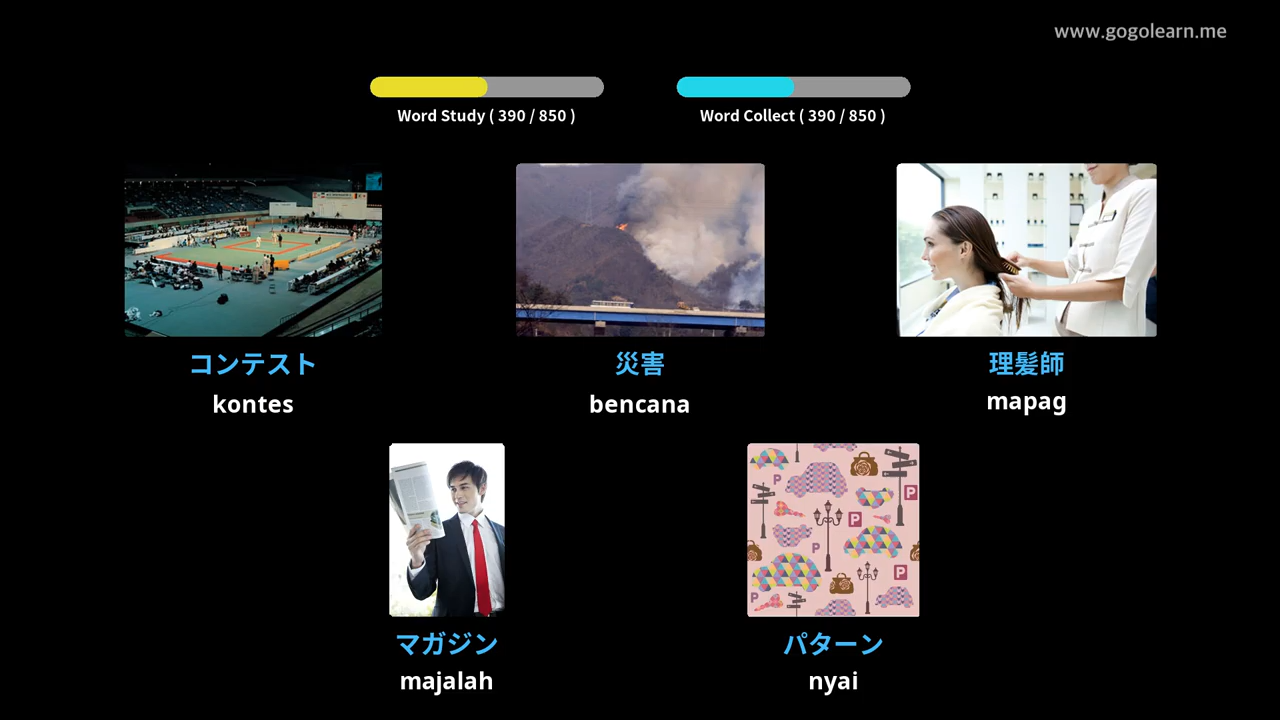 www.gogolearn.me
Word Study ( 390 / 850 )
Word Collect ( 390 / 850 )
コンテスト
kontes
災害
bencana
理髪師
mapag
マガジン
majalah
パターン
nyai